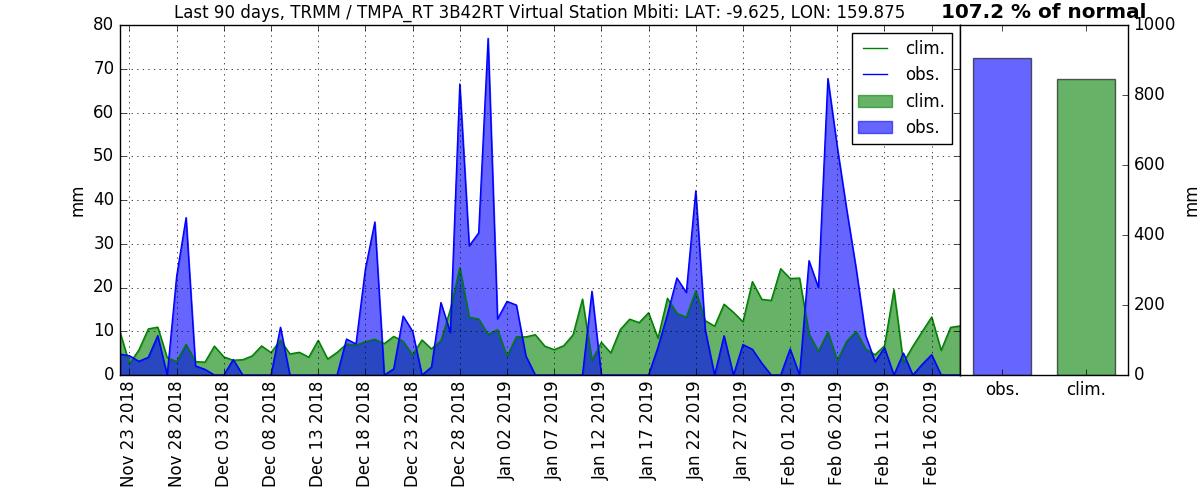 Last 90 days, TRMM / TMPA_RT 3B42RT Virtual Station Mbiti: LAT: -9.625, LON: 159.875
107.2 % of normal
80
70
60
50
40
30
20
10
0
mm
clim.
obs.
clim.
obs.
1000
800
600
400
200
0
mm
Nov 23 2018
Nov 28 2018
Dec 03 2018
Dec 08 2018
Dec 13 2018
Dec 18 2018
Dec 23 2018
Dec 28 2018
Jan 02 2019
Jan 07 2019
Jan 12 2019
Jan 17 2019
Jan 22 2019
Jan 27 2019
Feb 01 2019
Feb 06 2019
Feb 11 2019
Feb 16 2019
obs.
clim.